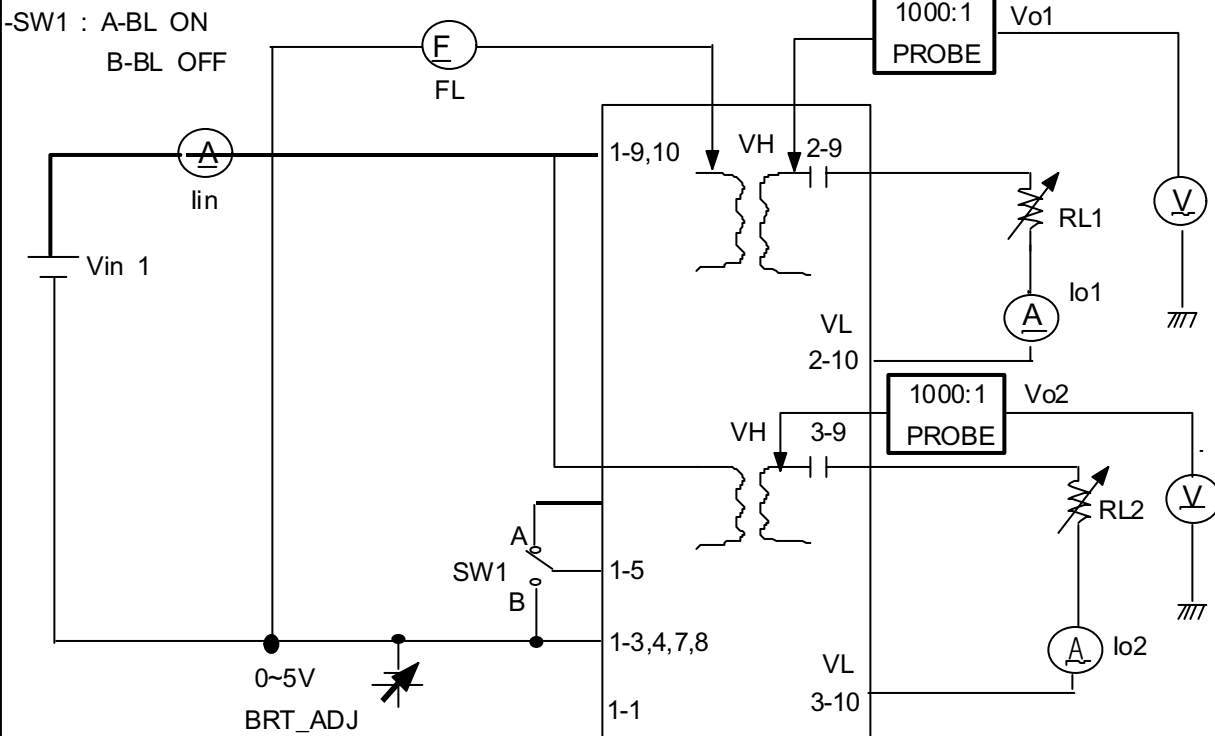 -SW1 : A-BL ON
B-BL OFF
F
FL
1000:1
PROBE
Vo1
A
Iin
1-9,10
VH
2-9
V
RL1
Vin 1
Io1
A
VL
2-10
1000:1
PROBE
Vo2
VH
3-9
V
RL2
A
SW1
B
1-5
1-3,4,7,8
A
Io2
0~5V
BRT_ADJ
VL
3-10
1-1